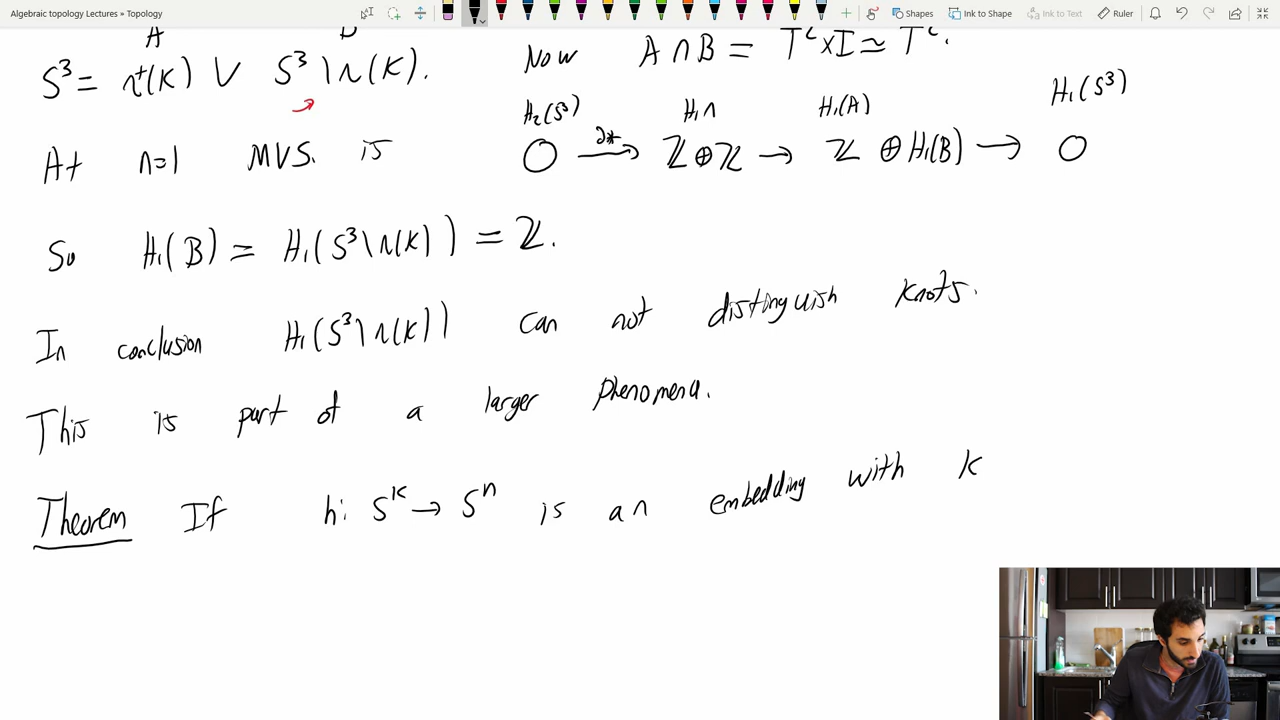 Algebraic topology Lectures » Topology
Shapes Ink to Shape Ink to Text Ruler
A
S³ = n⁺(K) ∪ S³ \ n(K). Now A ∩ B = T² × I ≃ T².
H₂(S³) H₁∩ H₁(A) H₁(S³)
At n=1 MVS. is 0 —∂*→ ℤ⊕ℤ → ℤ ⊕ H₁(B) → 0
So H₁(B) = H₁(S³\n(K)) = ℤ.
In conclusion H₁(S³\n(K)) can not distinguish knots.
This is part of a larger phenomena.
Theorem If h: Sᵏ → Sⁿ is an embedding with k